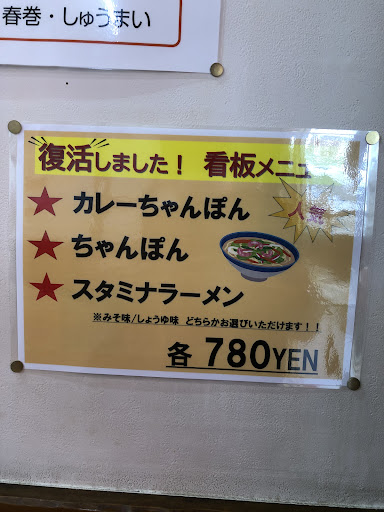 春巻・しゅうまい
復活しました！ 看板メニュー
★ カレーちゃんぽん
人気
★ ちゃんぽん
★ スタミナラーメン
※みそ味/しょうゆ味 どちらかお選びいただけます！！
各 780YEN